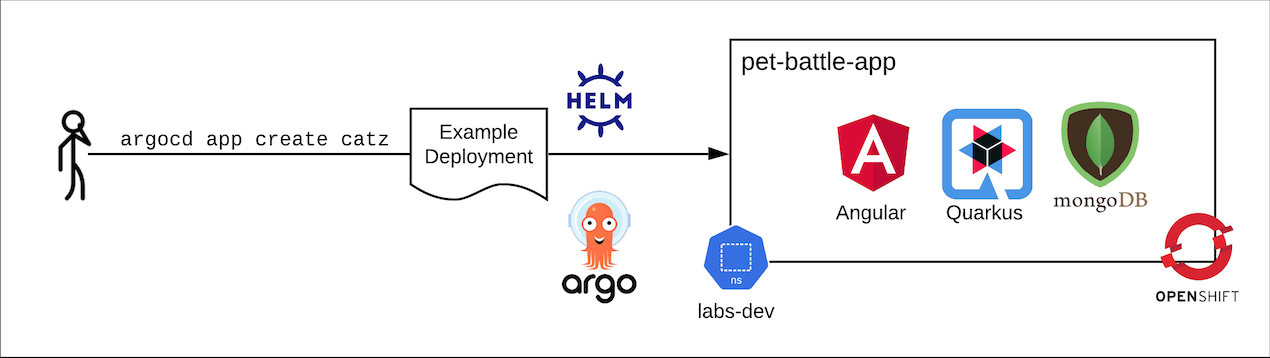 argocd app create catz
Example
Deployment
HELM
argo
pet-battle-app
Angular
Quarkus
mongoDB
ns
labs-dev
OPENSHIFT